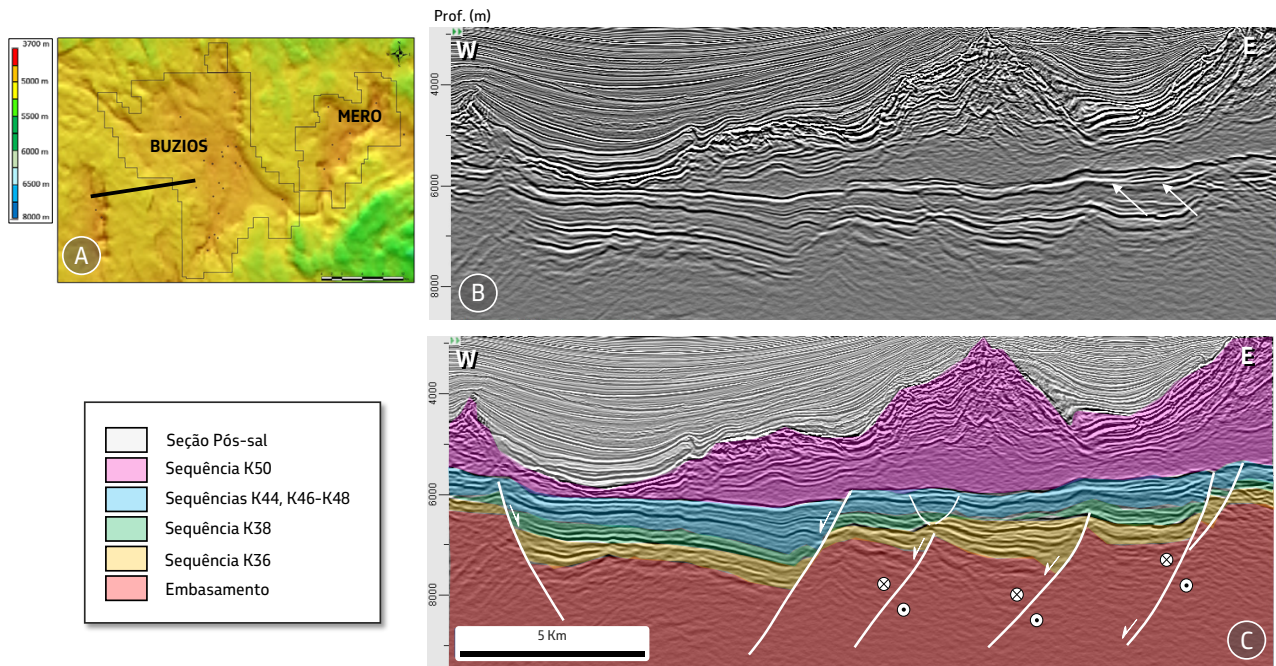 Prof. (m)
3700 m
5000 m
5500 m
6000 m
6500 m
8000 m
BUZIOS
MERO
A
W
E
4000
6000
8000
B
W
E
4000
6000
8000
5 Km
C
Seção Pós-sal
Sequência K50
Sequências K44, K46-K48
Sequência K38
Sequência K36
Embasamento